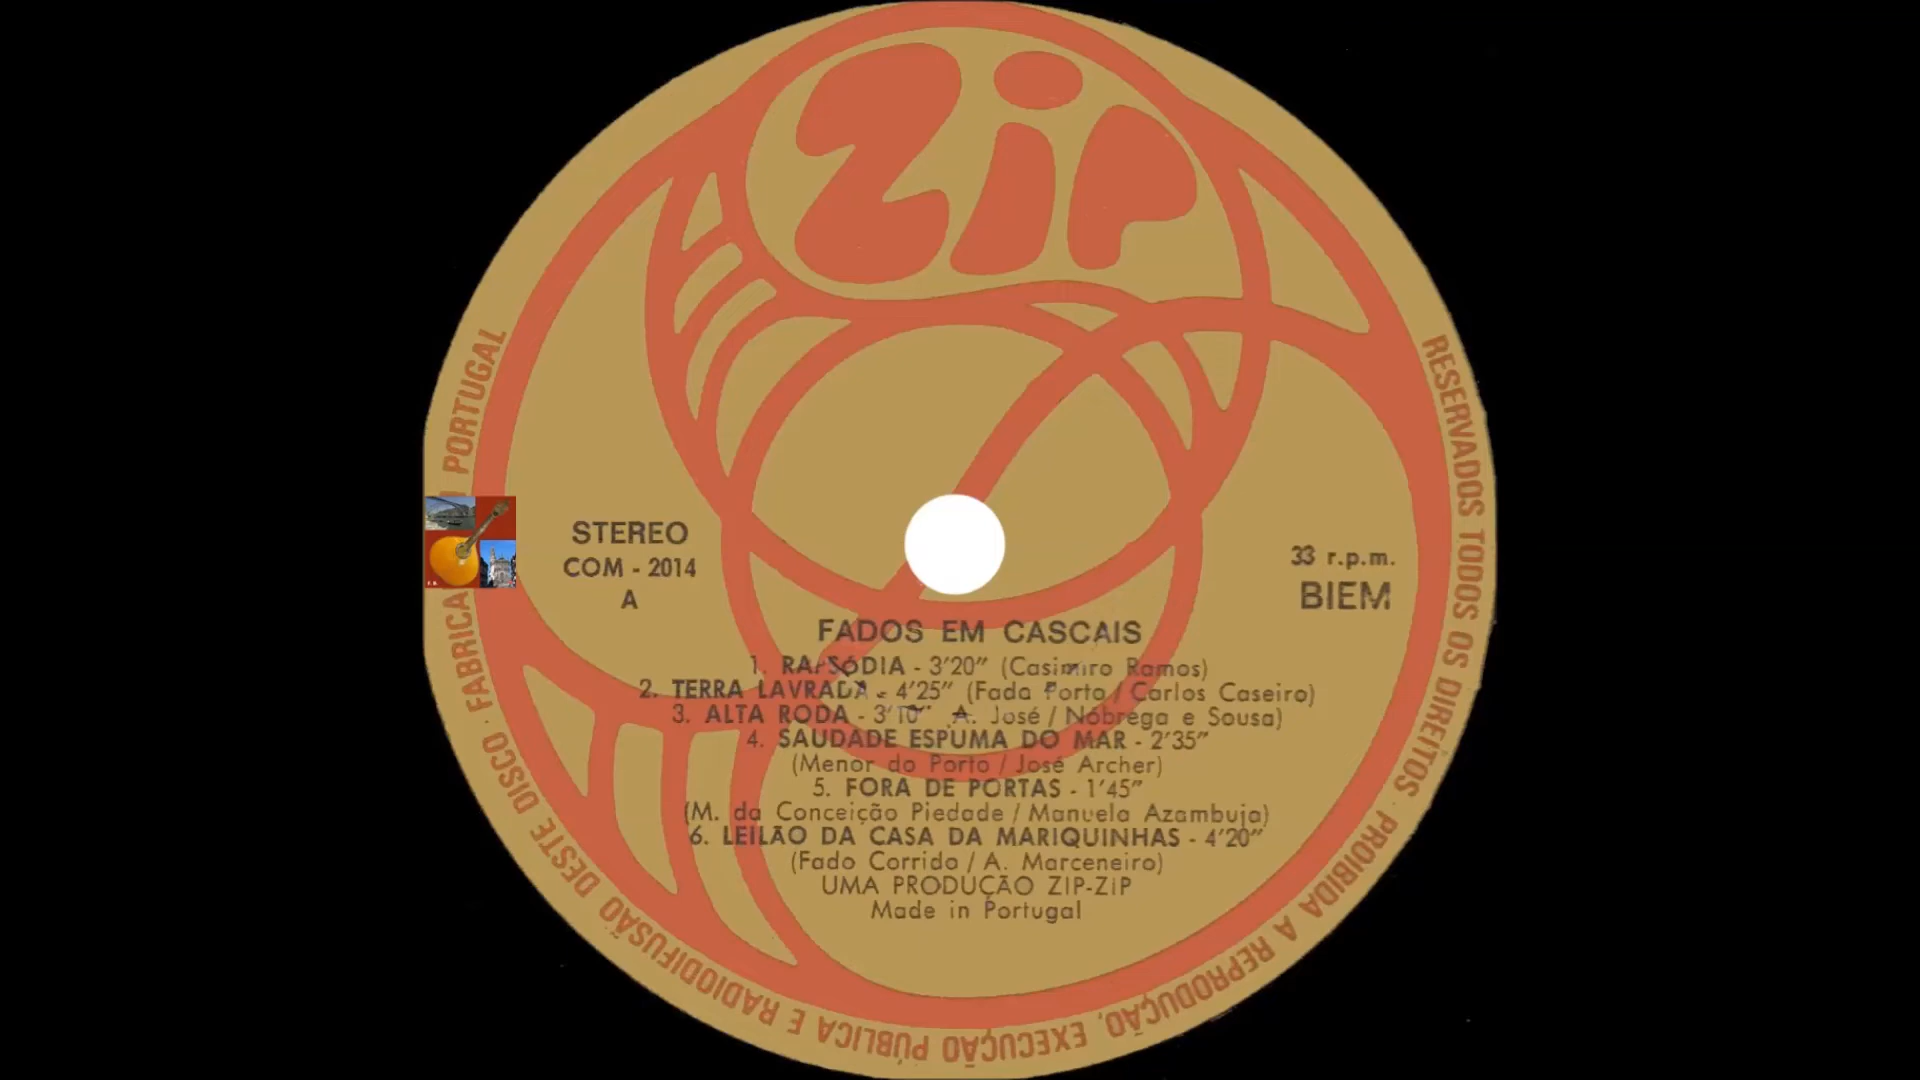 Zip
STEREO
COM - 2014
A
33 r.p.m.
BIEM
FADOS EM CASCAIS
1. RAPSÓDIA - 3'20" (Casimiro Ramos)
2. TERRA LAVRADA - 4'25" (Fada Porto / Carlos Caseiro)
3. ALTA RODA - 3'10" A. José / Nóbrega e Sousa)
4. SAUDADE ESPUMA DO MAR - 2'35"
(Menor do Porto / José Archer)
5. FORA DE PORTAS - 1'45"
(M. da Conceição Piedade / Manuela Azambuja)
6. LEILÃO DA CASA DA MARIQUINHAS - 4'20"
(Fado Corrido / A. Marceneiro)
UMA PRODUÇÃO ZIP-ZIP
Made in Portugal
RESERVADOS TODOS OS DIREITOS · PROIBIDA A REPRODUÇÃO, EXECUÇÃO PÚBLICA E RADIODIFUSÃO DESTE DISCO · FABRICA PORTUGAL